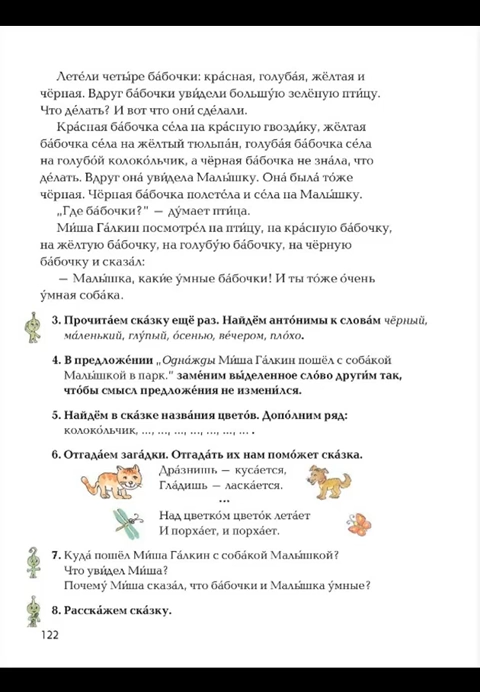 Лете́ли четы́ре ба́бочки: кра́сная, голуба́я, жёлтая и
чёрная. Вдруг ба́бочки уви́дели большу́ю зелёную пти́цу.
Что де́лать? И вот что они́ сде́лали.
Кра́сная ба́бочка се́ла на кра́сную гвозди́ку, жёлтая
ба́бочка се́ла на жёлтый тюльпа́н, голуба́я ба́бочка се́ла
на голубо́й колоко́льчик, а чёрная ба́бочка не зна́ла, что
де́лать. Вдруг она́ уви́дела Малы́шку. Она́ была́ то́же
чёрная. Чёрная ба́бочка полете́ла и се́ла на Малы́шку.
„Где ба́бочки?" — ду́мает пти́ца.
Ми́ша Га́лкин посмотре́л на пти́цу, на кра́сную ба́бочку,
на жёлтую ба́бочку, на голубу́ю ба́бочку, на чёрную
ба́бочку и сказа́л:
— Малы́шка, каки́е у́мные ба́бочки! И ты то́же о́чень
у́мная соба́ка.
3. Прочита́ем ска́зку ещё раз. Найдём анто́нимы к слова́м чёрный,
ма́ленький, глу́пый, о́сенью, ве́чером, пло́хо.
4. В предложе́нии „Одна́жды Ми́ша Га́лкин пошёл с соба́кой
Малы́шкой в парк." заме́ним вы́деленное сло́во други́м так,
что́бы смысл предложе́ния не измени́лся.
5. Найдём в ска́зке назва́ния цвето́в. Допо́лним ряд:
колоко́льчик, ..., ..., ..., ..., ..., ..., ... .
6. Отгада́ем зага́дки. Отгада́ть их нам помо́жет ска́зка.
Дра́знишь — куса́ется,
Гла́дишь — ласка́ется.
...
Над цветко́м цвето́к лета́ет
И порха́ет, и порха́ет.
7. Куда́ пошёл Ми́ша Га́лкин с соба́кой Малы́шкой?
Что уви́дел Ми́ша?
Почему́ Ми́ша сказа́л, что ба́бочки и Малы́шка у́мные?
8. Расска́жем ска́зку.
122